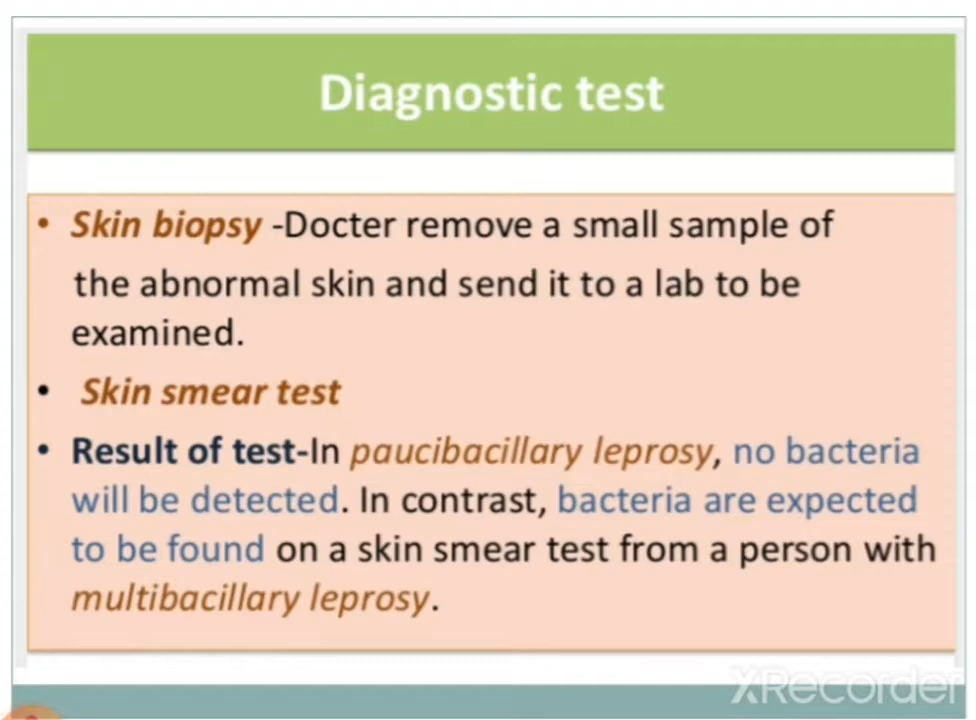 Diagnostic test
• Skin biopsy -Docter remove a small sample of
the abnormal skin and send it to a lab to be
examined.
• Skin smear test
• Result of test-In paucibacillary leprosy, no bacteria
will be detected. In contrast, bacteria are expected
to be found on a skin smear test from a person with
multibacillary leprosy.
XRecorder